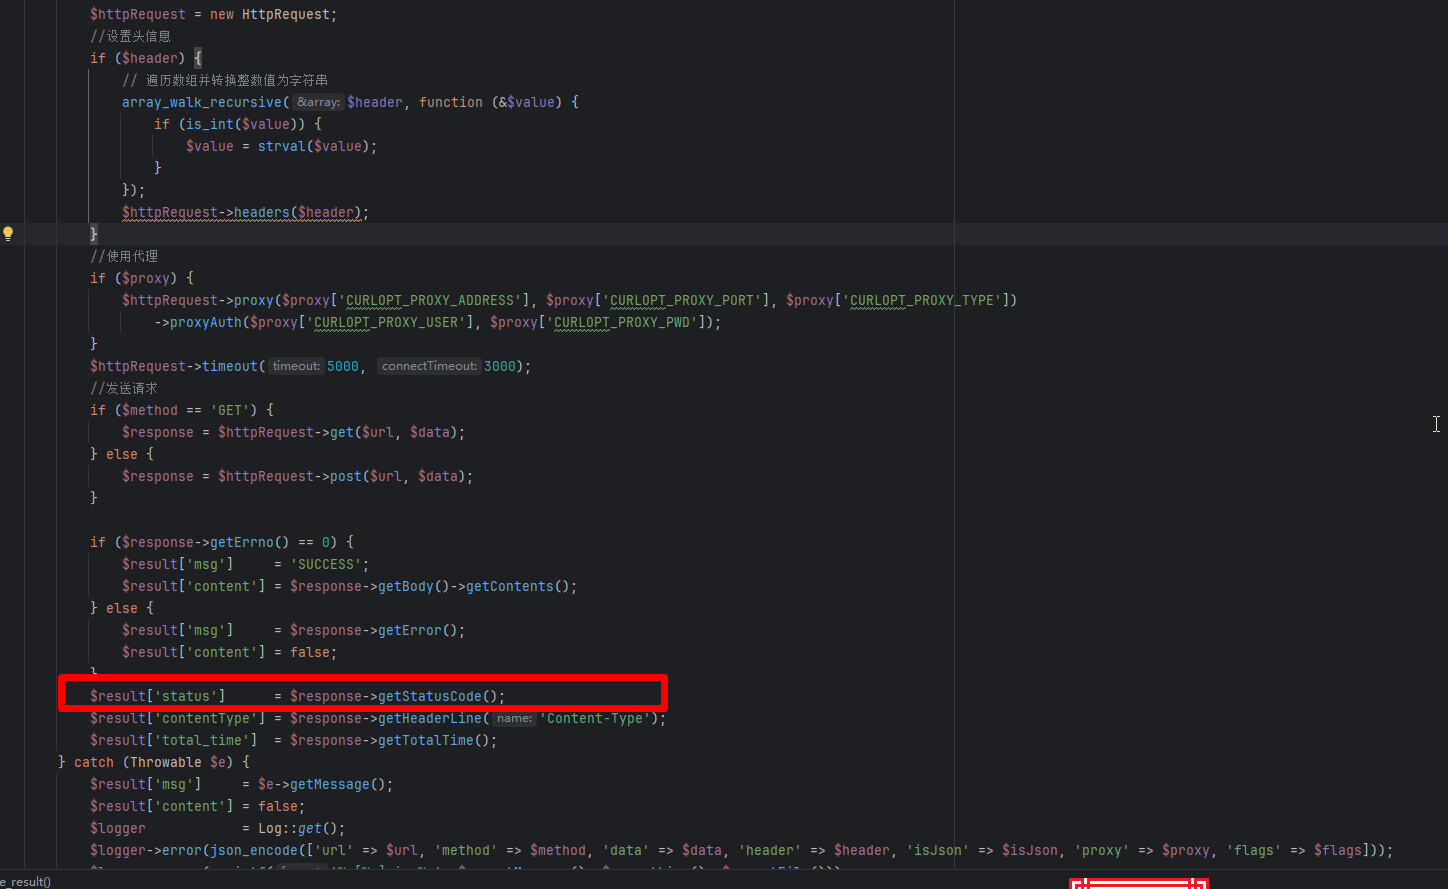 $httpRequest = new HttpRequest;
//设置头信息
if ($header) {
// 遍历数组并转换整数值为字符串
array_walk_recursive( &array: $header, function (&$value) {
if (is_int($value)) {
$value = strval($value);
}
});
$httpRequest->headers($header);
}
//使用代理
if ($proxy) {
$httpRequest->proxy($proxy['CURLOPT_PROXY_ADDRESS'], $proxy['CURLOPT_PROXY_PORT'], $proxy['CURLOPT_PROXY_TYPE'])
->proxyAuth($proxy['CURLOPT_PROXY_USER'], $proxy['CURLOPT_PROXY_PWD']);
}
$httpRequest->timeout( timeout: 5000, connectTimeout: 3000);
//发送请求
if ($method == 'GET') {
$response = $httpRequest->get($url, $data);
} else {
$response = $httpRequest->post($url, $data);
}
if ($response->getErrno() == 0) {
$result['msg'] = 'SUCCESS';
$result['content'] = $response->getBody()->getContents();
} else {
$result['msg'] = $response->getError();
$result['content'] = false;
}
$result['status'] = $response->getStatusCode();
$result['contentType'] = $response->getHeaderLine( name: 'Content-Type');
$result['total_time'] = $response->getTotalTime();
} catch (Throwable $e) {
$result['msg'] = $e->getMessage();
$result['content'] = false;
$logger = Log::get();
$logger->error(json_encode(['url' => $url, 'method' => $method, 'data' => $data, 'header' => $header, 'isJson' => $isJson, 'proxy' => $proxy, 'flags' => $flags]));
e_result()